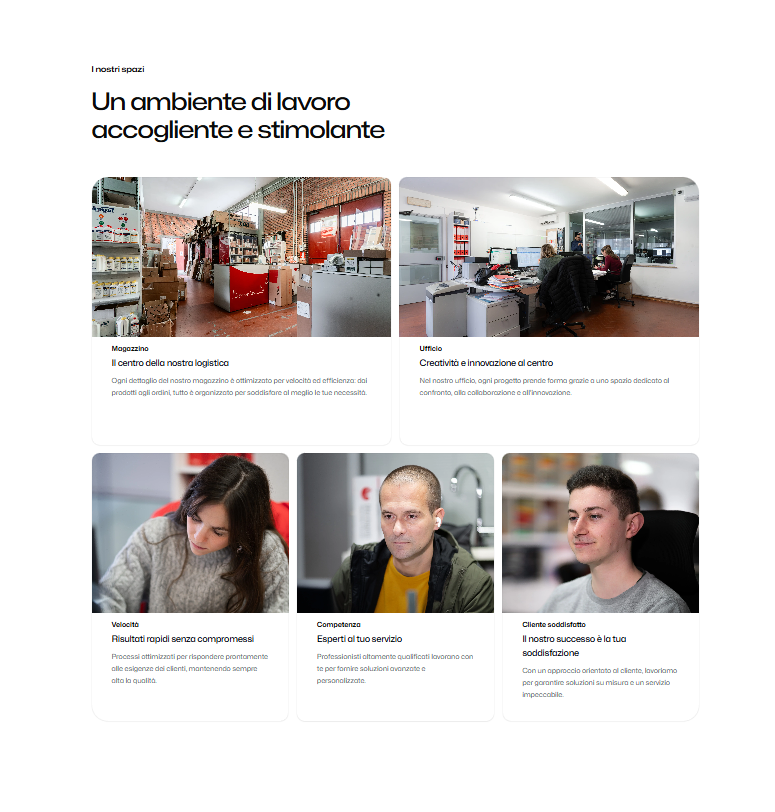 I nostri spazi
Un ambiente di lavoro
accogliente e stimolante
Magazzino
Il centro della nostra logistica
Ogni dettaglio del nostro magazzino è ottimizzato per velocità ed efficienza: dai
prodotti agli ordini, tutto è organizzato per soddisfare al meglio le tue necessità.
Ufficio
Creatività e innovazione al centro
Nel nostro ufficio, ogni progetto prende forma grazie a uno spazio dedicato al
confronto, alla collaborazione e all'innovazione.
Velocità
Risultati rapidi senza compromessi
Processi ottimizzati per rispondere prontamente
alle esigenze dei clienti, mantenendo sempre
alta la qualità.
Competenza
Esperti al tuo servizio
Professionisti altamente qualificati lavorano con
te per fornire soluzioni avanzate e
personalizzate.
Cliente soddisfatto
Il nostro successo è la tua
soddisfazione
Con un approccio orientato al cliente, lavoriamo
per garantire soluzioni su misura e un servizio
impeccabile.